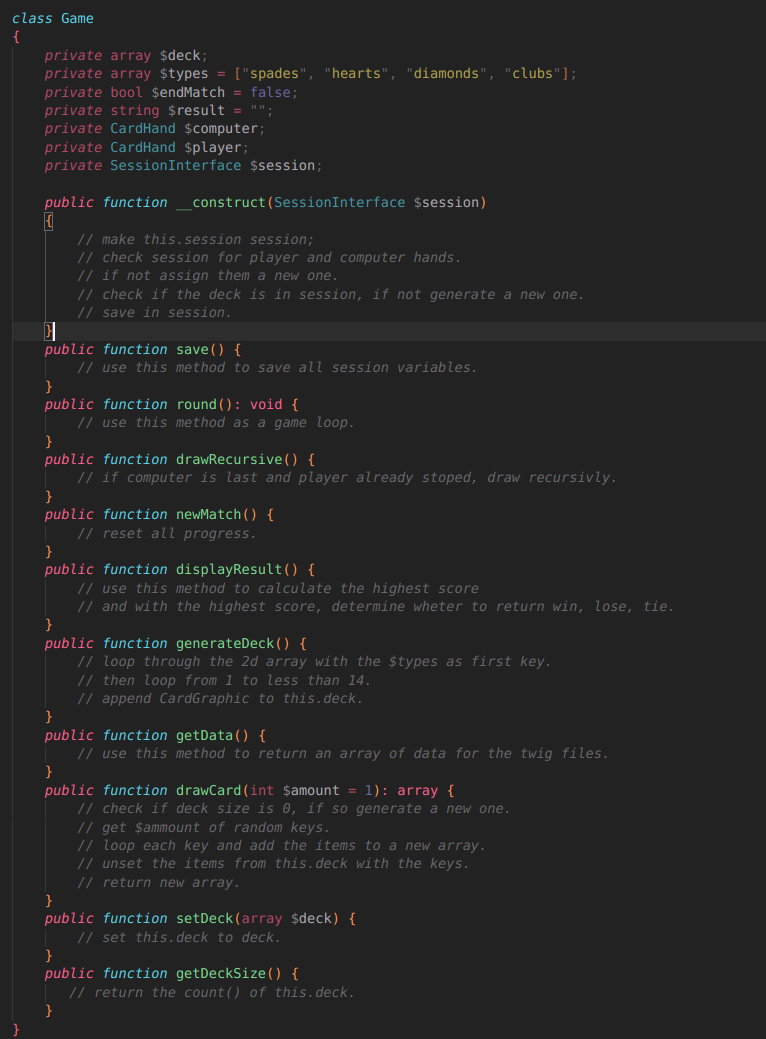 class Game
{
    private array $deck;
    private array $types = ["spades", "hearts", "diamonds", "clubs"];
    private bool $endMatch = false;
    private string $result = "";
    private CardHand $computer;
    private CardHand $player;
    private SessionInterface $session;

    public function __construct(SessionInterface $session)
    {
        // make this.session session;
        // check session for player and computer hands.
        // if not assign them a new one.
        // check if the deck is in session, if not generate a new one.
        // save in session.
    }
    public function save() {
        // use this method to save all session variables.
    }
    public function round(): void {
        // use this method as a game loop.
    }
    public function drawRecursive() {
        // if computer is last and player already stoped, draw recursivly.
    }
    public function newMatch() {
        // reset all progress.
    }
    public function displayResult() {
        // use this method to calculate the highest score
        // and with the highest score, determine wheter to return win, lose, tie.
    }
    public function generateDeck() {
        // loop through the 2d array with the $types as first key.
        // then loop from 1 to less than 14.
        // append CardGraphic to this.deck.
    }
    public function getData() {
        // use this method to return an array of data for the twig files.
    }
    public function drawCard(int $amount = 1): array {
        // check if deck size is 0, if so generate a new one.
        // get $ammount of random keys.
        // loop each key and add the items to a new array.
        // unset the items from this.deck with the keys.
        // return new array.
    }
    public function setDeck(array $deck) {
        // set this.deck to deck.
    }
    public function getDeckSize() {
       // return the count() of this.deck.
    }
}